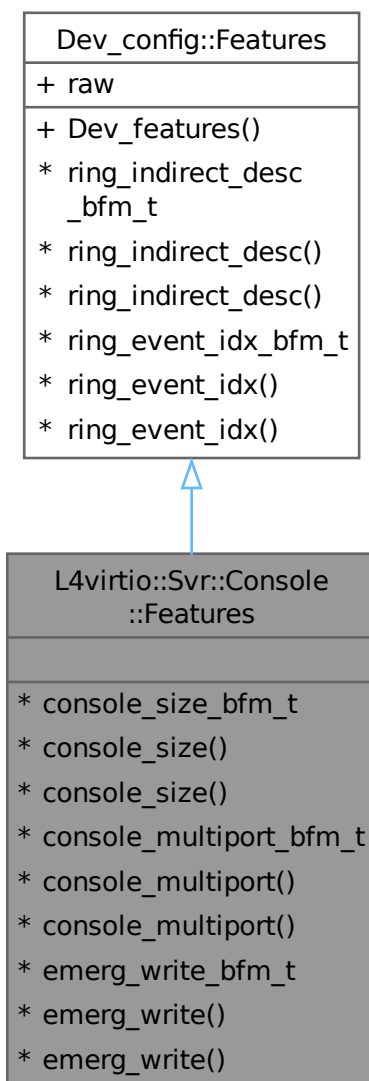 Dev_config::Features
+ raw
+ Dev_features()
* ring_indirect_desc
_bfm_t
* ring_indirect_desc()
* ring_indirect_desc()
* ring_event_idx_bfm_t
* ring_event_idx()
* ring_event_idx()
L4virtio::Svr::Console
::Features
* console_size_bfm_t
* console_size()
* console_size()
* console_multiport_bfm_t
* console_multiport()
* console_multiport()
* emerg_write_bfm_t
* emerg_write()
* emerg_write()